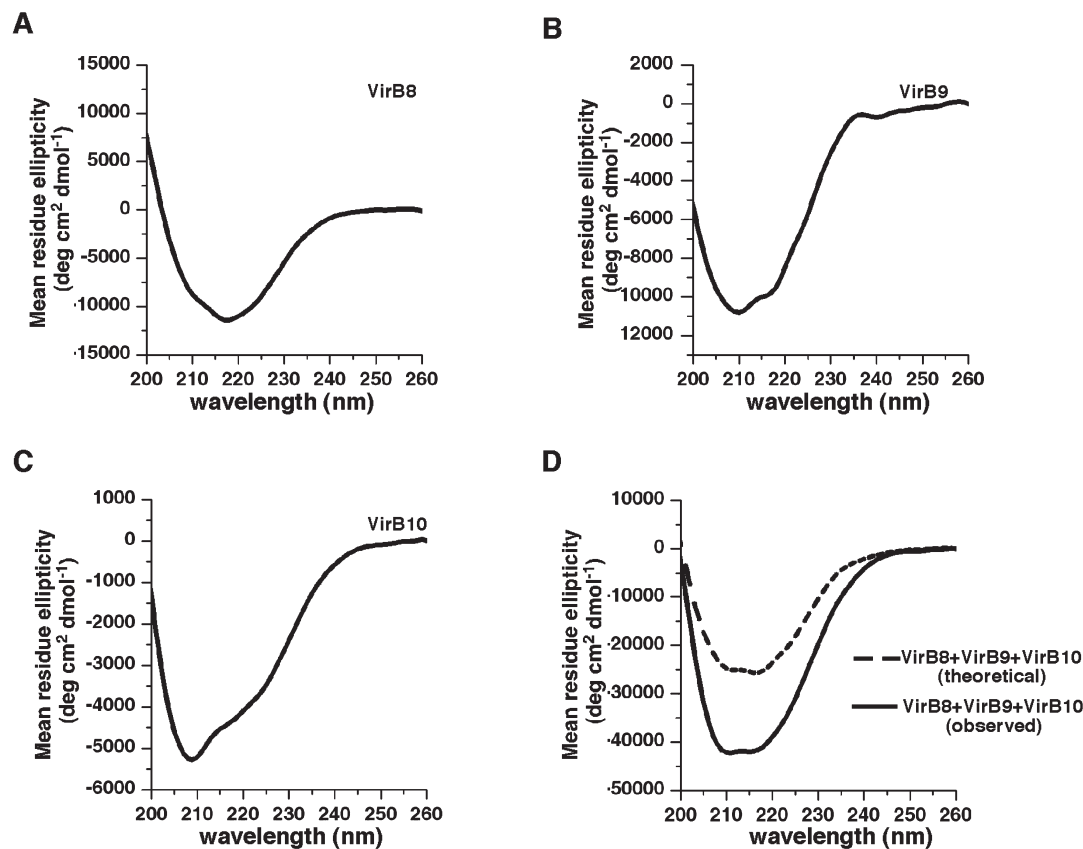 A
15000
10000
5000
0
-5000
-10000
·15000
200 210 220 230 240 250 260
wavelength (nm)
Mean residue ellipticity
(deg cm² dmol⁻¹)
VirB8
B
2000
0
-2000
-4000
-6000
-8000
10000
12000
200 210 220 230 240 250 260
wavelength (nm)
Mean residue ellipticity
(deg cm² dmol⁻¹)
VirB9
C
1000
0
-1000
-2000
-3000
-4000
-5000
-6000
200 210 220 230 240 250 260
wavelength (nm)
Mean residue ellipticity
(deg cm² dmol⁻¹)
VirB10
D
10000
0
·10000
·20000
·30000
·40000
·50000
200 210 220 230 240 250 260
wavelength (nm)
Mean residue ellipticity
(deg cm² dmol⁻¹)
VirB8+VirB9+VirB10
(theoretical)
VirB8+VirB9+VirB10
(observed)